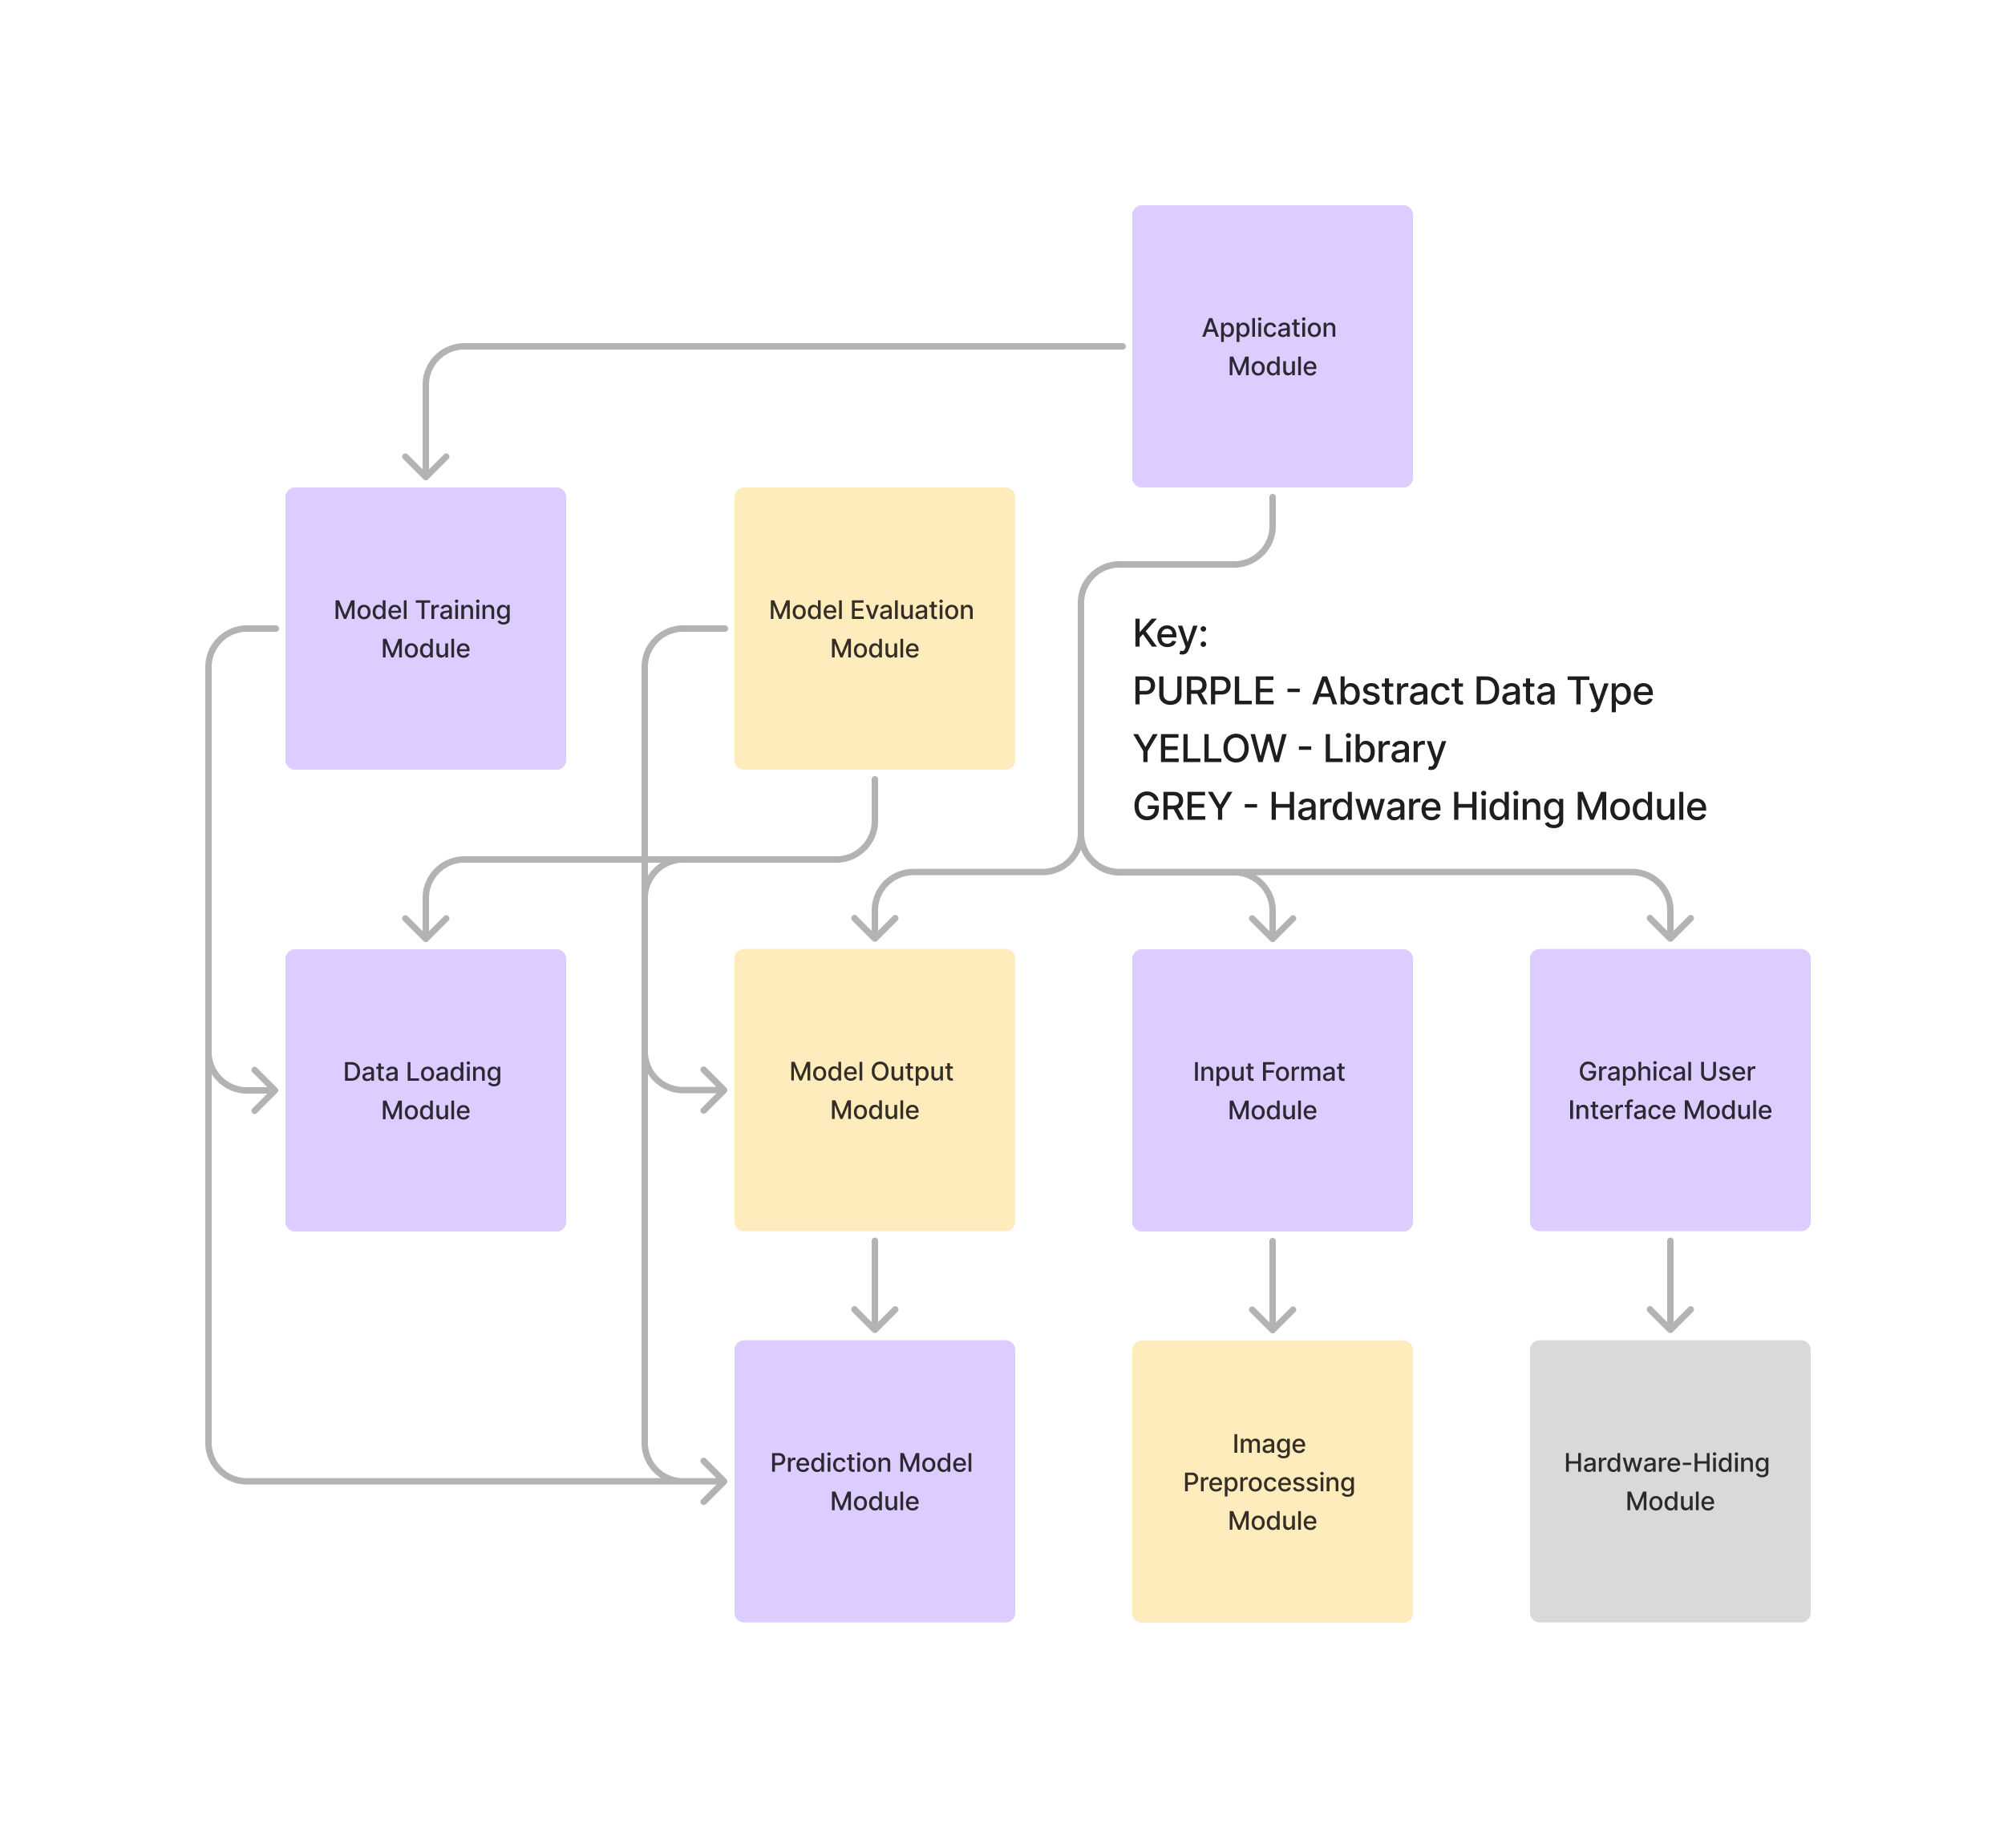 Application
Module
Model Training
Module
Model Evaluation
Module
Key:
PURPLE - Abstract Data Type
YELLOW - Library
GREY - Hardware Hiding Module
Data Loading
Module
Model Output
Module
Input Format
Module
Graphical User
Interface Module
Prediction Model
Module
Image
Preprocessing
Module
Hardware-Hiding
Module